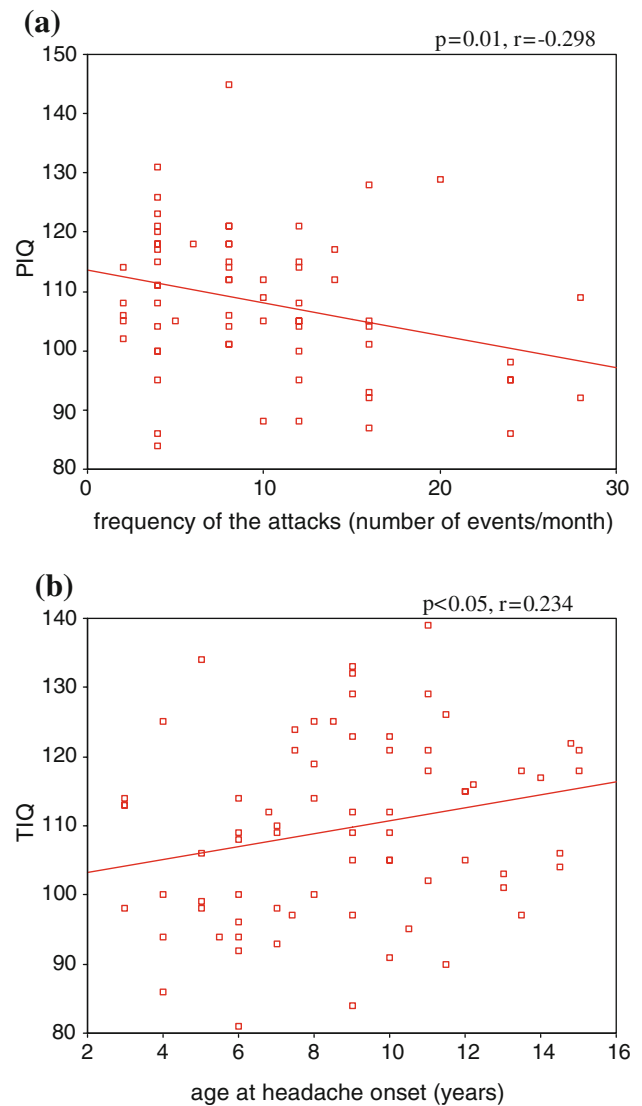 (a)
p=0.01, r=-0.298
150
140
130
120
110
100
90
80
PIQ
0 10 20 30
frequency of the attacks (number of events/month)
(b)
p<0.05, r=0.234
140
130
120
110
100
90
80
TIQ
2 4 6 8 10 12 14 16
age at headache onset (years)